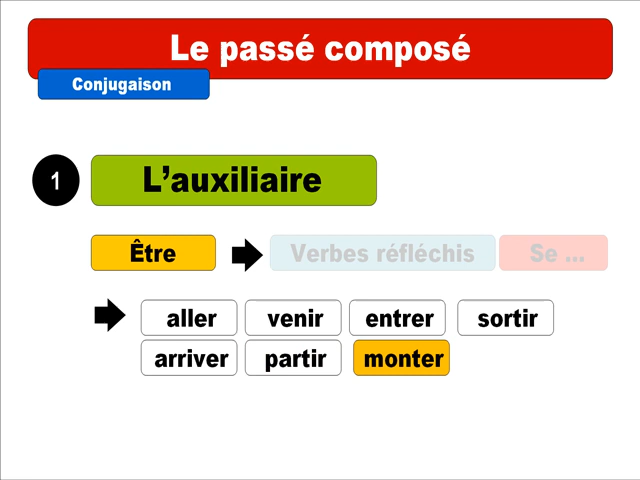 Le passé composé
Conjugaison
1 L'auxiliaire
Être Verbes réfléchis Se ...
aller venir entrer sortir
arriver partir monter